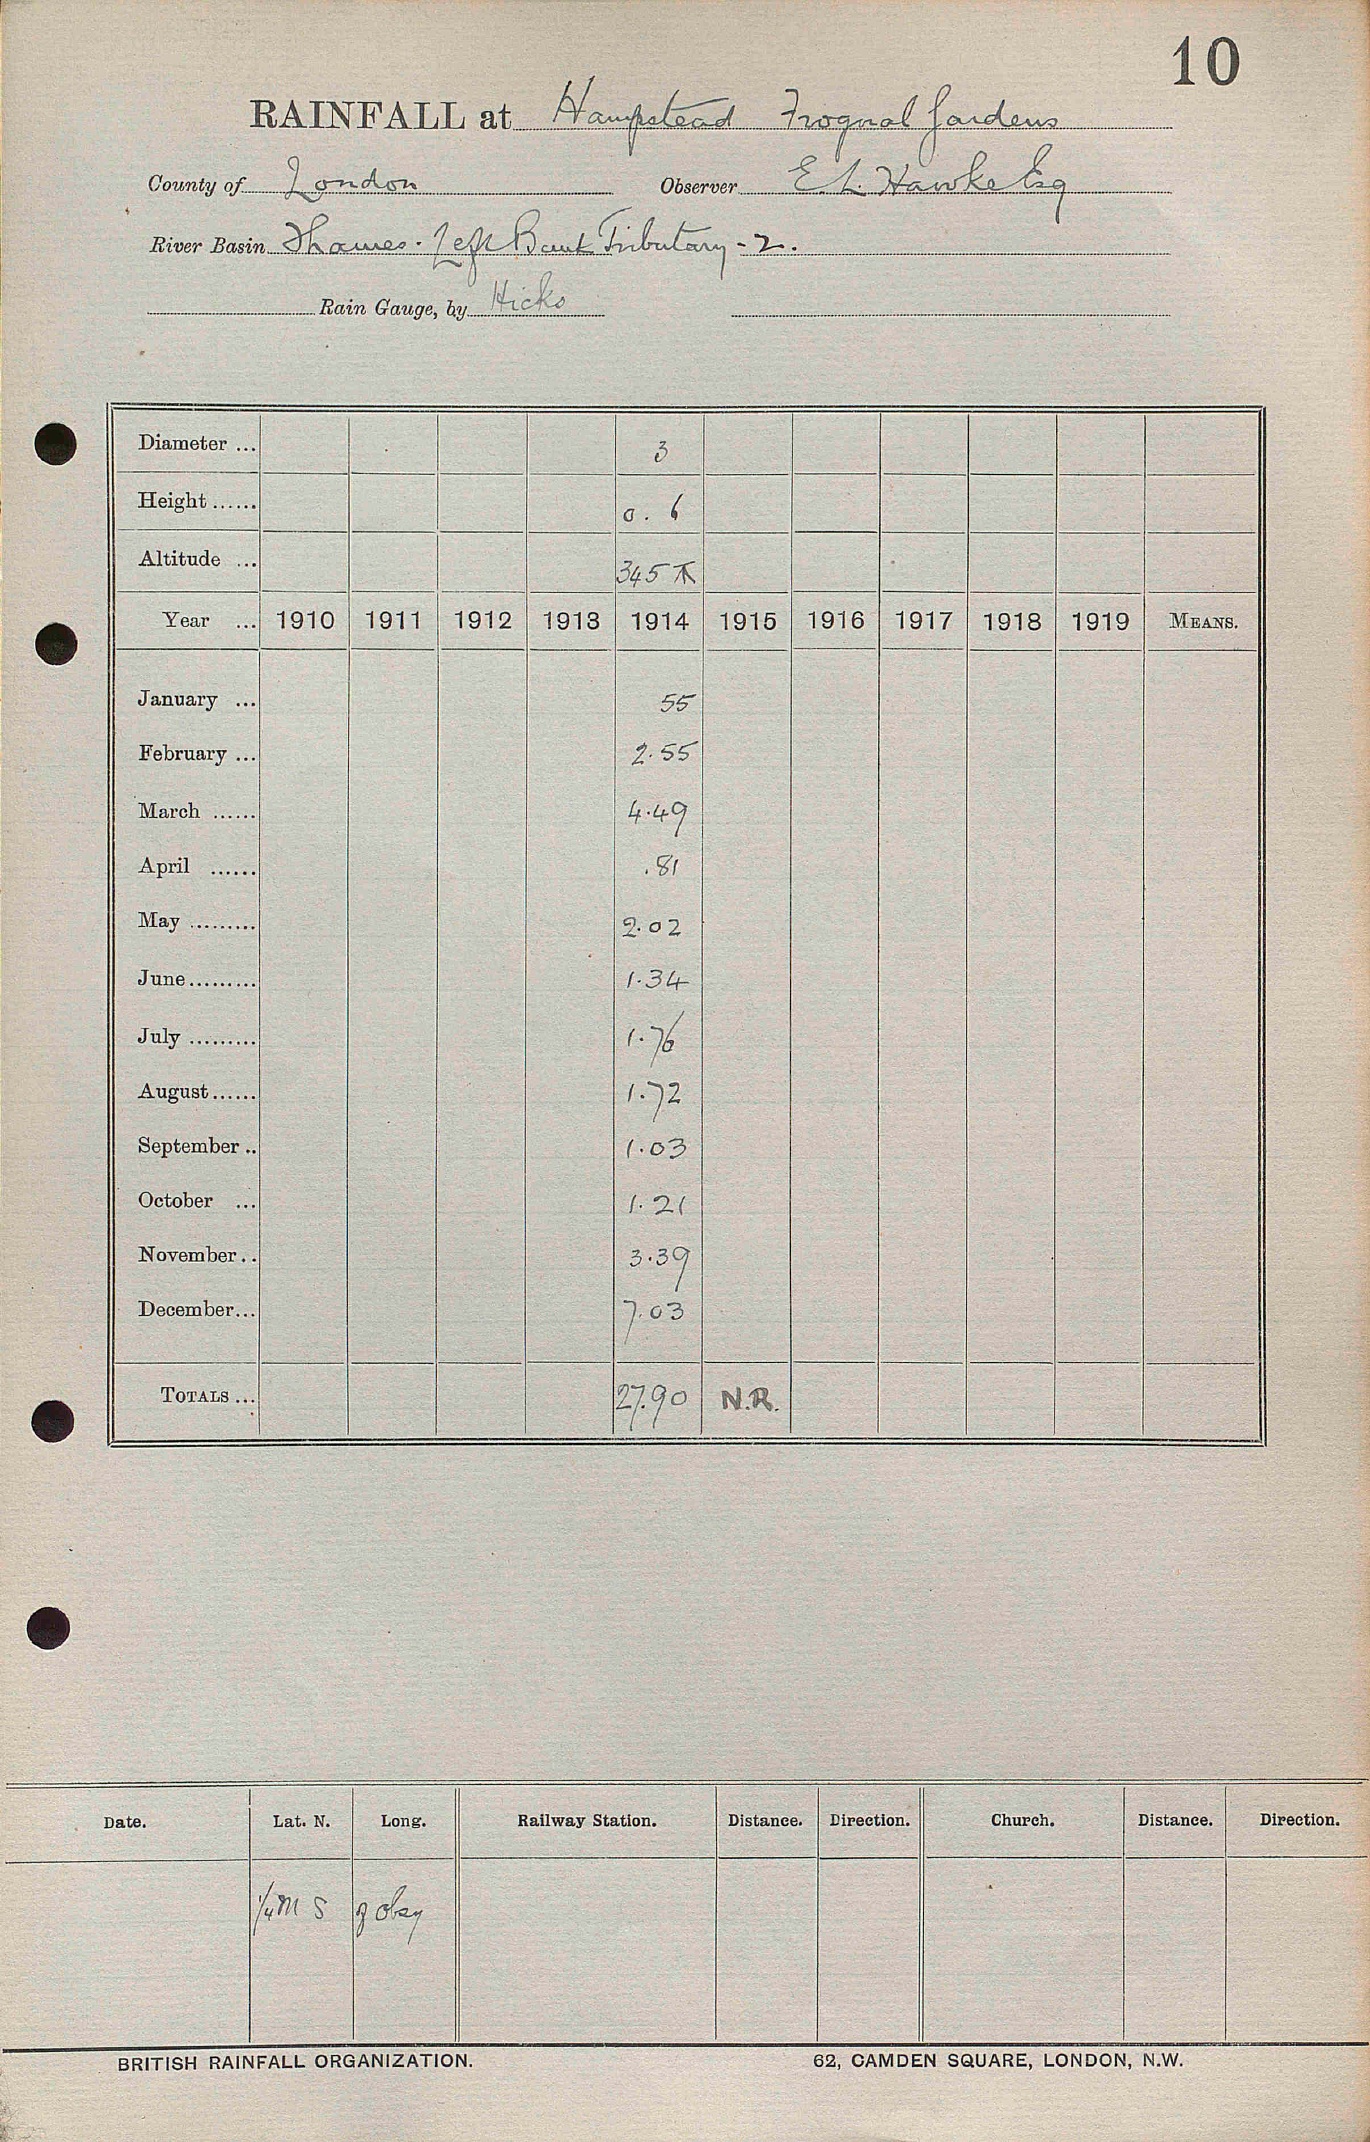 10
RAINFALL at Hampstead Frognal Gardens
County of London Observer E. L. Hawke Esq
River Basin Thames. Left Bank Tributary - 2.
Rain Gauge, by Hicks
Diameter ... 3
Height ...... 0. 6
Altitude ... 345
Year ... 1910 1911 1912 1913 1914 1915 1916 1917 1918 1919 MEANS.
January ... 55
February ... 2.55
March ...... 4.49
April ...... .81
May ......... 2.02
June ......... 1.34
July ......... 1.76
August ...... 1.72
September .. 1.03
October ... 1.21
November .. 3.39
December ... 7.03
TOTALS ... 27.90 N.R.
Date. Lat. N. Long. Railway Station. Distance. Direction. Church. Distance. Direction.
1/4 M S of obsy
BRITISH RAINFALL ORGANIZATION. 62, CAMDEN SQUARE, LONDON, N.W.